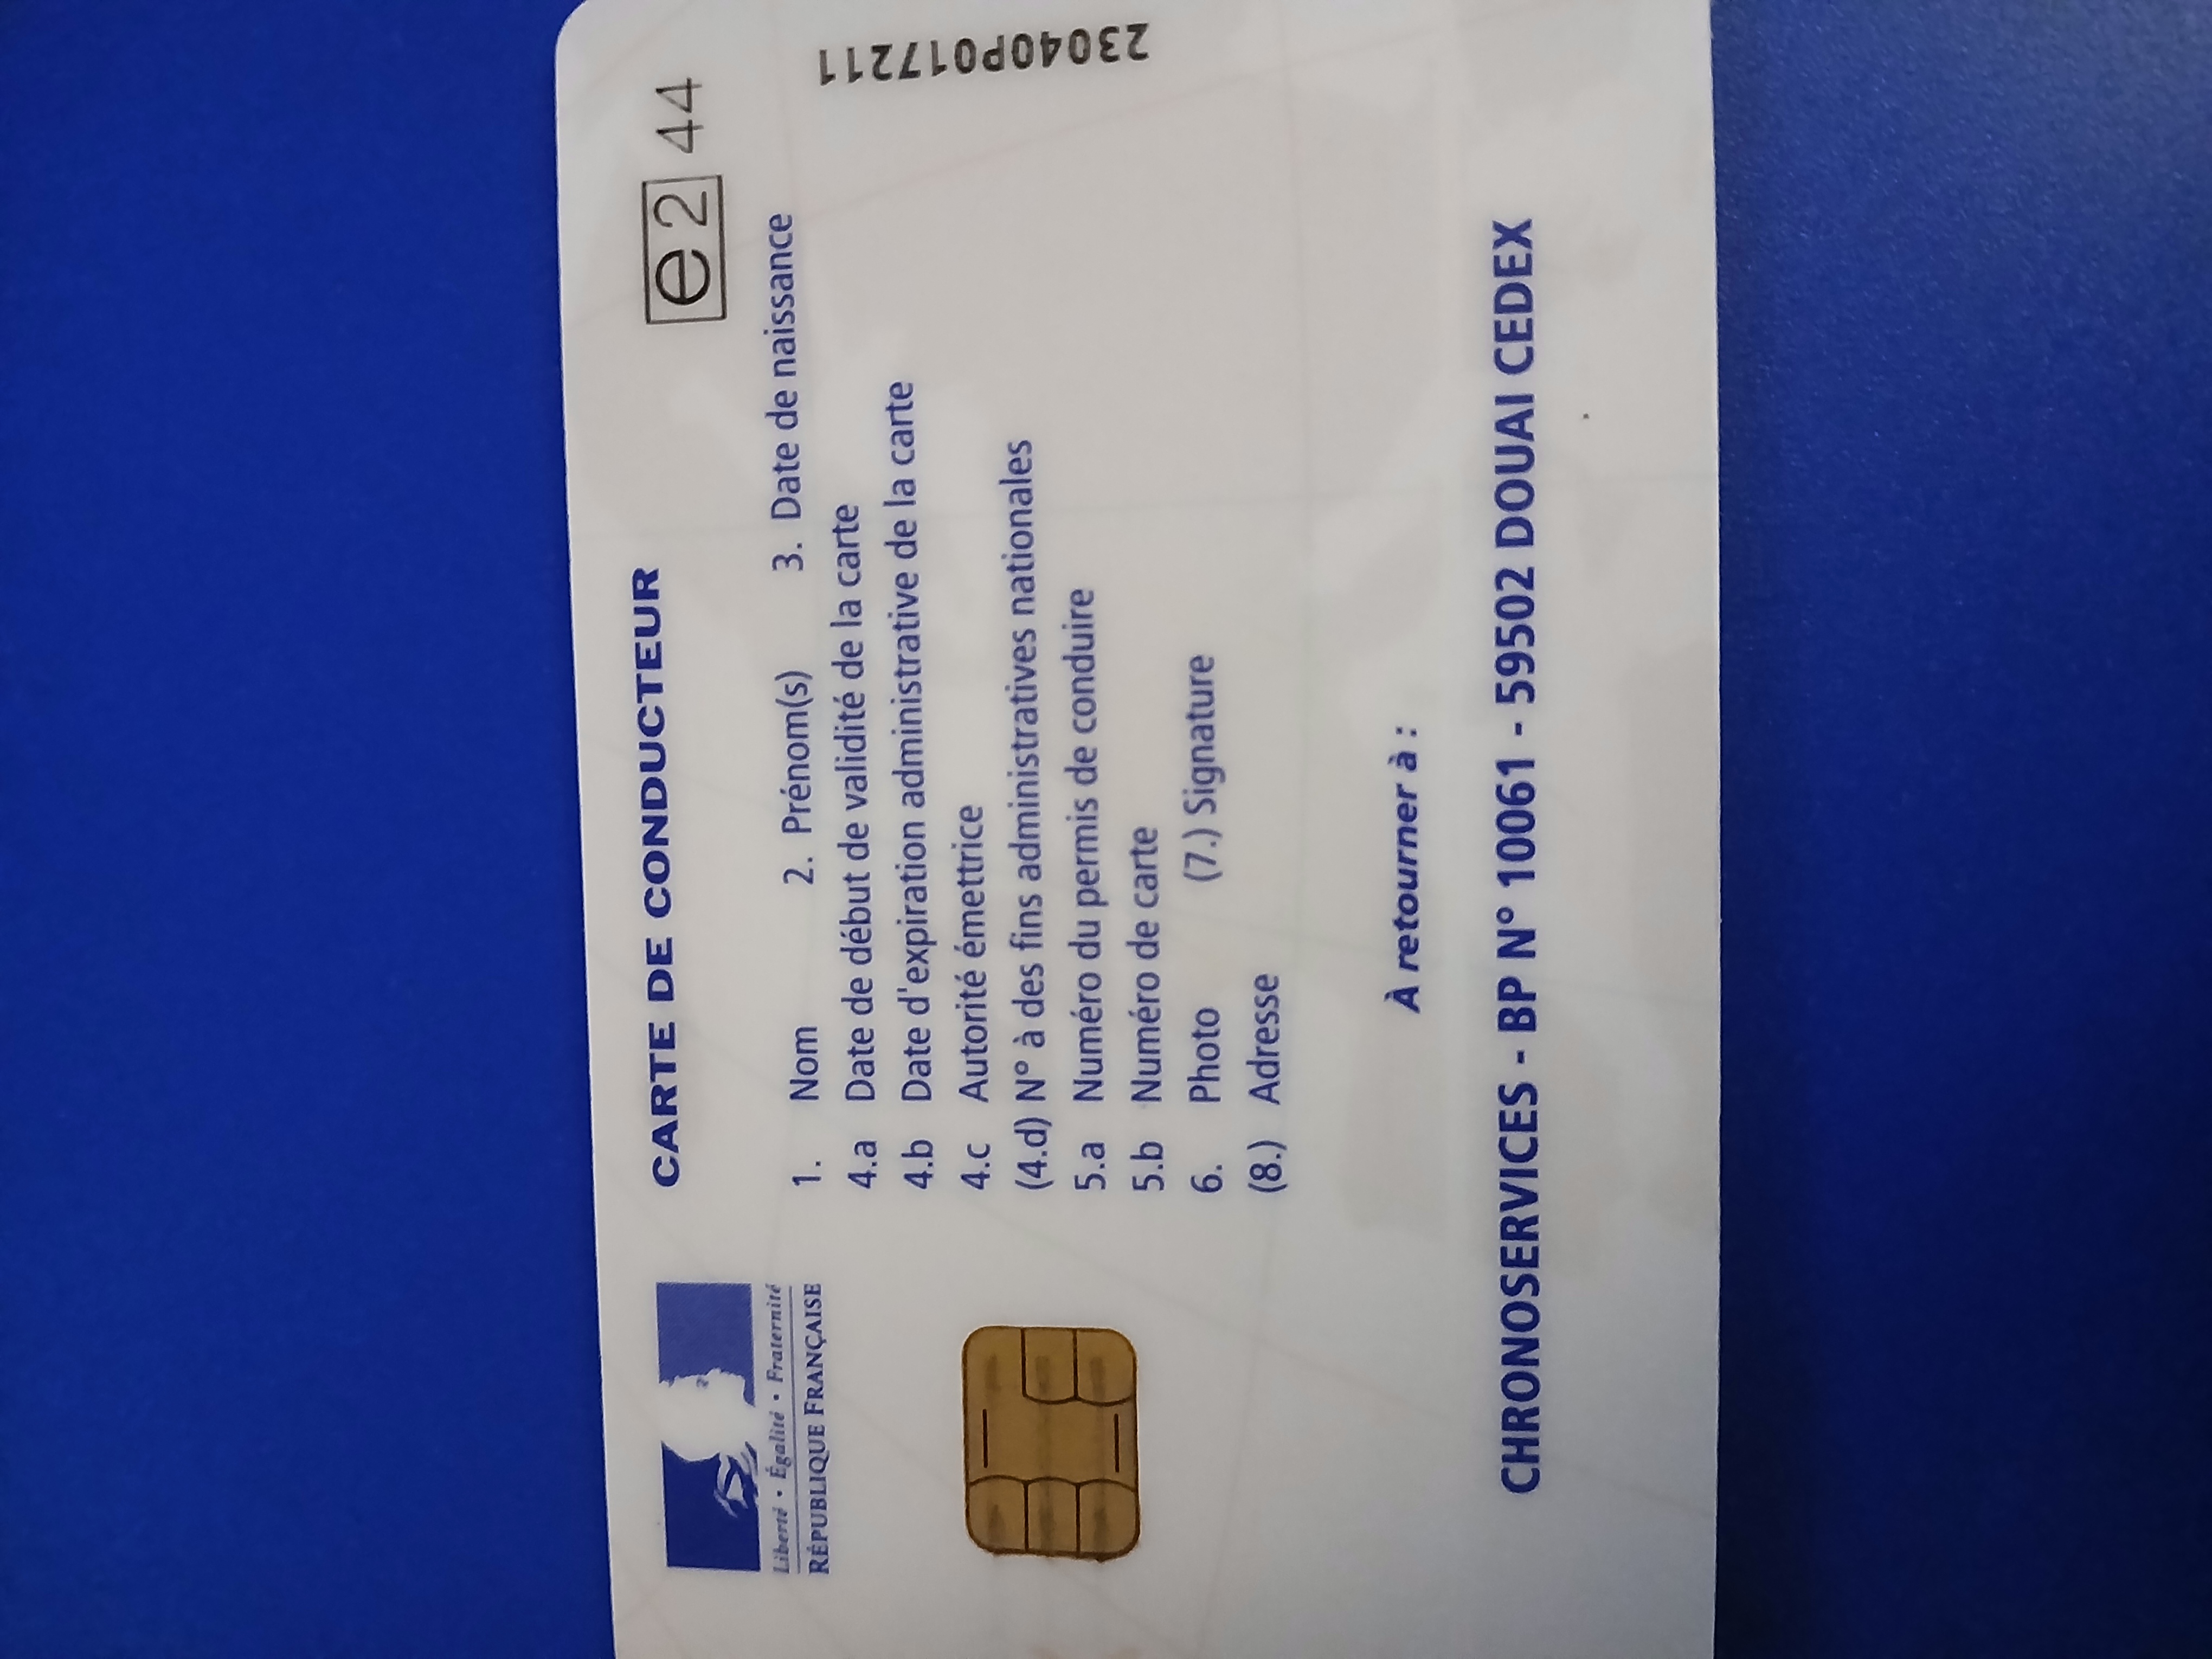 CARTE DE CONDUCTEUR
e2 44
Liberté • Égalité • Fraternité
RÉPUBLIQUE FRANÇAISE
1. Nom 2. Prénom(s) 3. Date de naissance
4.a Date de début de validité de la carte
4.b Date d'expiration administrative de la carte
4.c Autorité émettrice
(4.d) N° à des fins administratives nationales
5.a Numéro du permis de conduire
5.b Numéro de carte
6. Photo (7.) Signature
(8.) Adresse
À retourner à :
CHRONOSERVICES - BP N° 10061 - 59502 DOUAI CEDEX
23040P017211